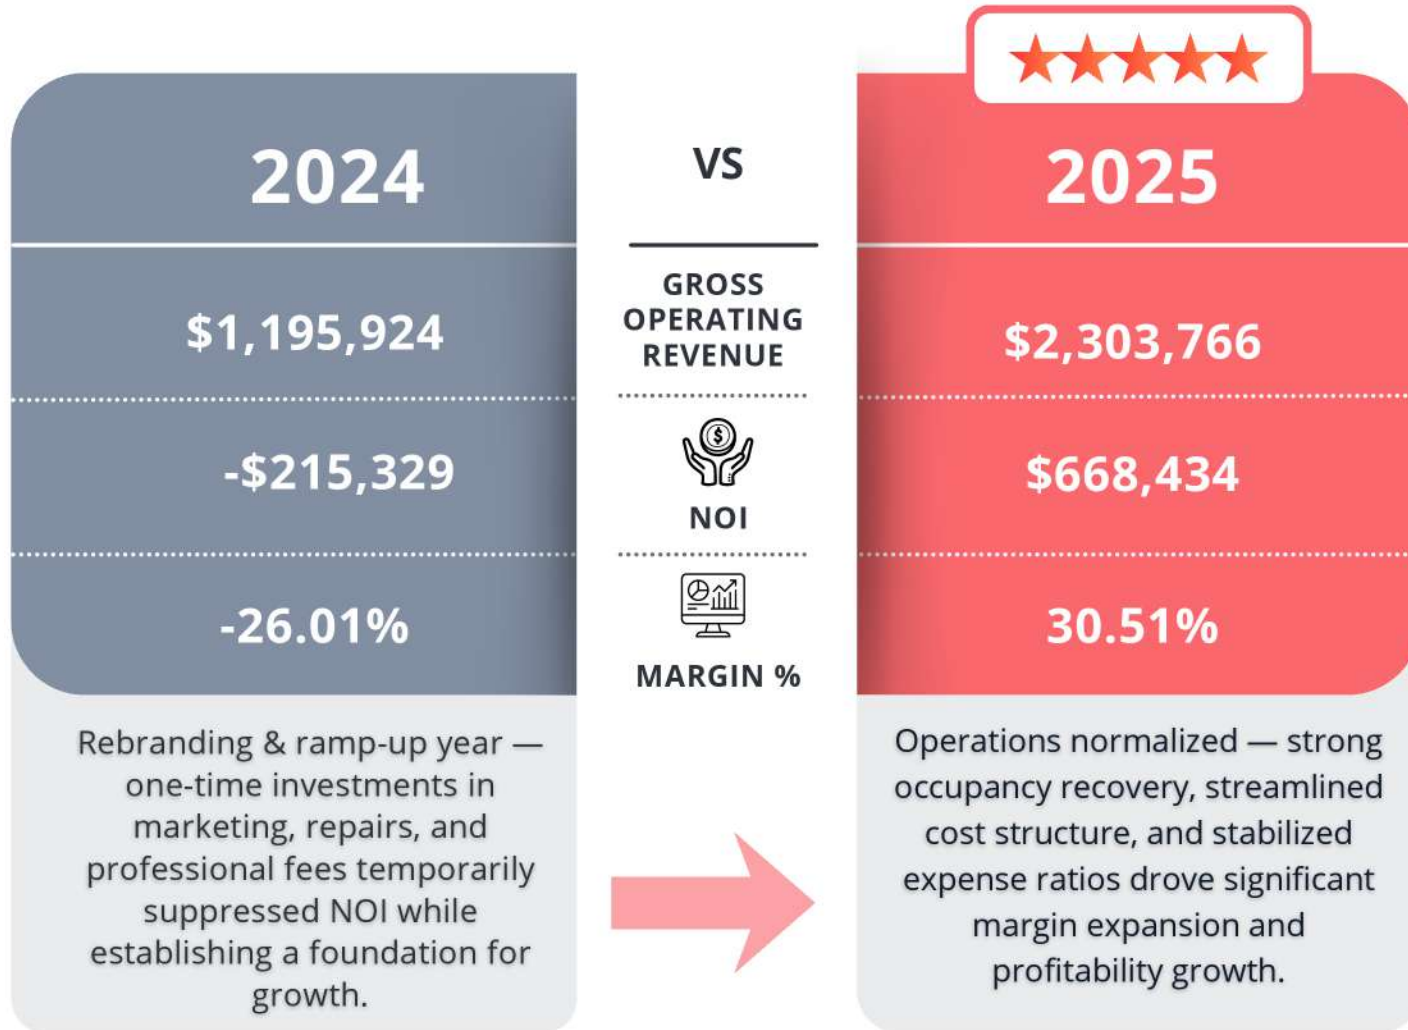 2024
VS
2025
$1,195,924
GROSS
OPERATING
REVENUE
$2,303,766
-$215,329
$
NOI
$668,434
-26.01%
MARGIN %
30.51%
Rebranding & ramp-up year —
one-time investments in
marketing, repairs, and
professional fees temporarily
suppressed NOI while
establishing a foundation for
growth.
Operations normalized — strong
occupancy recovery, streamlined
cost structure, and stabilized
expense ratios drove significant
margin expansion and
profitability growth.